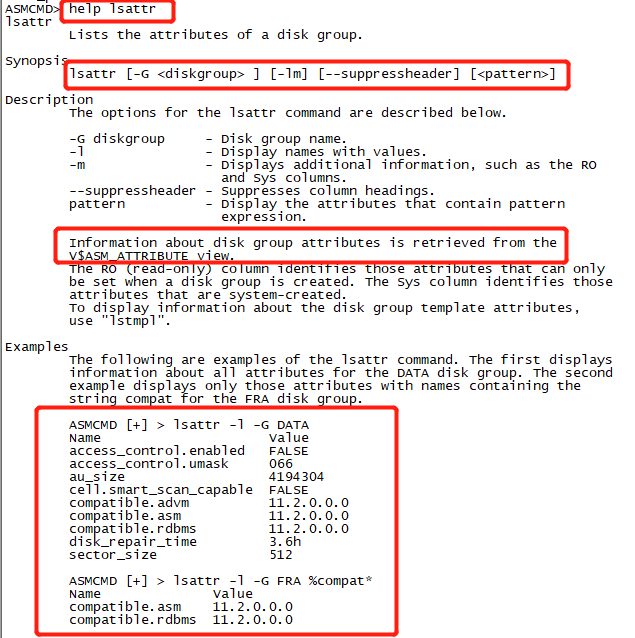 ASMCMD> help lsattr
lsattr
Lists the attributes of a disk group.
Synopsis
lsattr [-G <diskgroup> ] [-lm] [--suppressheader] [<pattern>]
Description
The options for the lsattr command are described below.
-G diskgroup - Disk group name.
-l - Display names with values.
-m - Displays additional information, such as the RO
and Sys columns.
--suppressheader - Suppresses column headings.
pattern - Display the attributes that contain pattern
expression.
Information about disk group attributes is retrieved from the
V$ASM_ATTRIBUTE view.
The RO (read-only) column identifies those attributes that can only
be set when a disk group is created. The Sys column identifies those
attributes that are system-created.
To display information about the disk group template attributes,
use "lstmpl".
Examples
The following are examples of the lsattr command. The first displays
information about all attributes for the DATA disk group. The second
example displays only those attributes with names containing the
string compat for the FRA disk group.
ASMCMD [+] > lsattr -l -G DATA
Name Value
access_control.enabled FALSE
access_control.umask 066
au_size 4194304
cell.smart_scan_capable FALSE
compatible.advm 11.2.0.0.0
compatible.asm 11.2.0.0.0
compatible.rdbms 11.2.0.0.0
disk_repair_time 3.6h
sector_size 512
ASMCMD [+] > lsattr -l -G FRA %compat*
Name Value
compatible.asm 11.2.0.0.0
compatible.rdbms 11.2.0.0.0